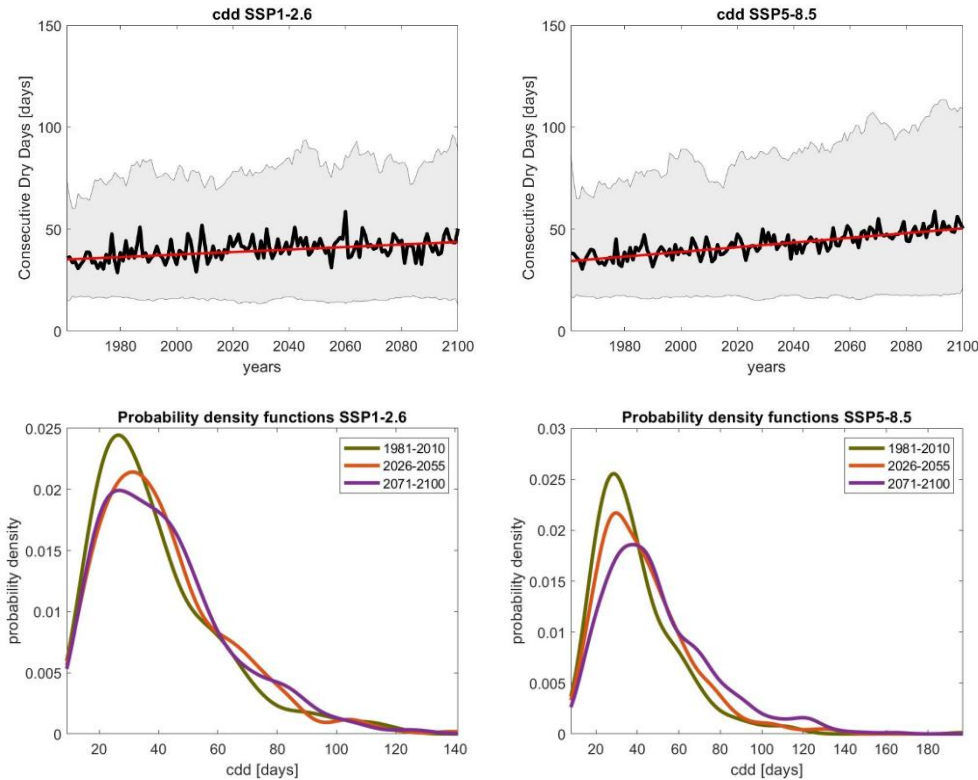 cdd SSP1-2.6
150
100
50
0
Consecutive Dry Days [days]
1980 2000 2020 2040 2060 2080 2100
years
cdd SSP5-8.5
150
100
50
0
Consecutive Dry Days [days]
1980 2000 2020 2040 2060 2080 2100
years
Probability density functions SSP1-2.6
0.025
0.02
0.015
0.01
0.005
0
probability density
1981-2010
2026-2055
2071-2100
20 40 60 80 100 120 140
cdd [days]
Probability density functions SSP5-8.5
0.03
0.025
0.02
0.015
0.01
0.005
0
probability density
1981-2010
2026-2055
2071-2100
20 40 60 80 100 120 140 160 180
cdd [days]